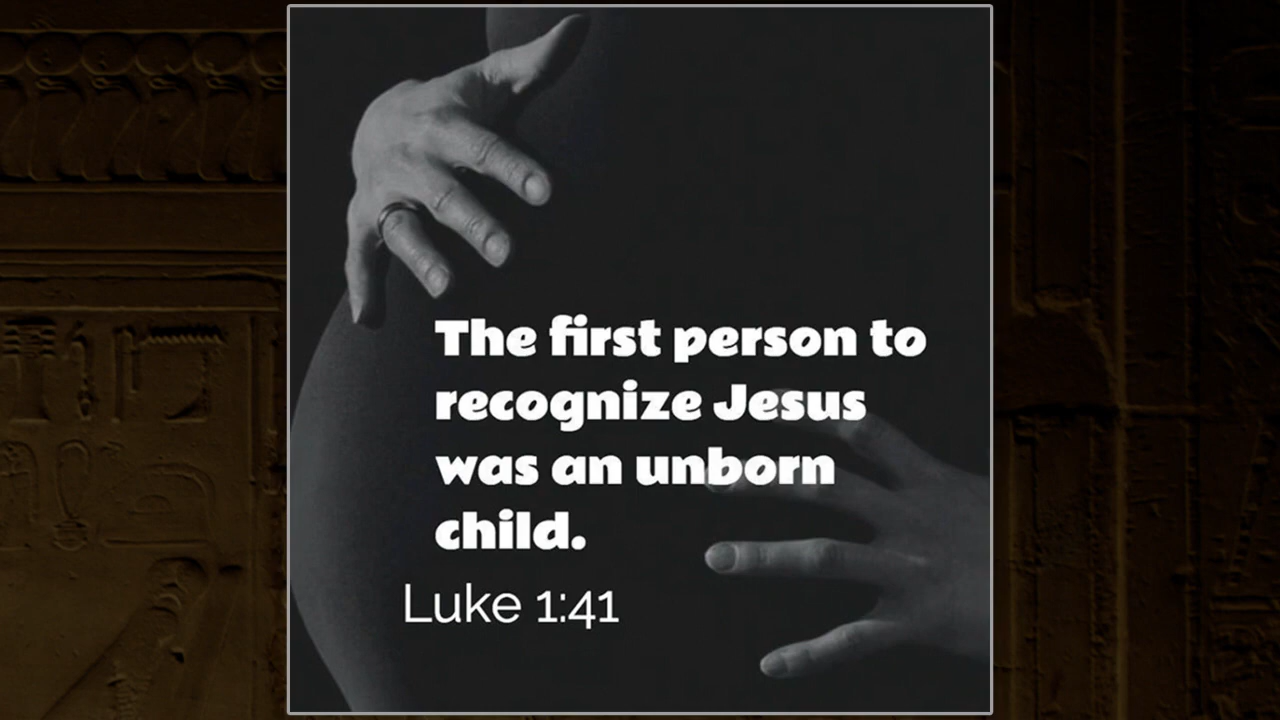 The first person to
recognize Jesus
was an unborn
child.
Luke 1:41